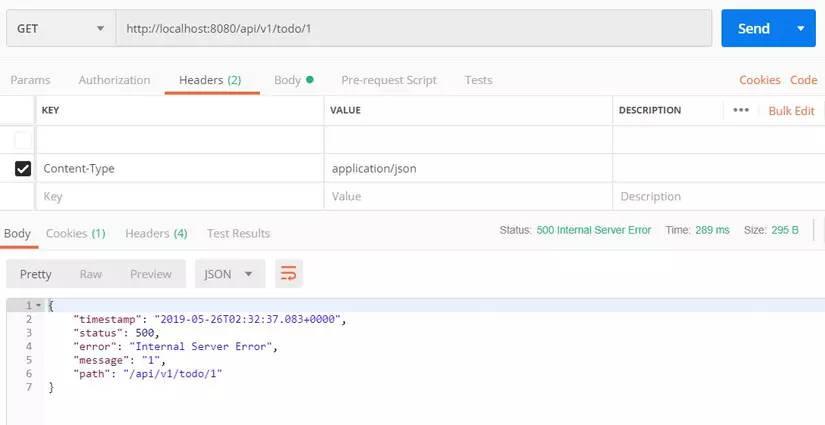 GET http://localhost:8080/api/v1/todo/1 Send
Params Authorization Headers (2) Body Pre-request Script Tests Cookies Code
KEY VALUE DESCRIPTION ••• Bulk Edit
Content-Type application/json
Key Value Description
Body Cookies (1) Headers (4) Test Results Status: 500 Internal Server Error Time: 289 ms Size: 295 B
Pretty Raw Preview JSON
1 {
2 "timestamp": "2019-05-26T02:32:37.083+0000",
3 "status": 500,
4 "error": "Internal Server Error",
5 "message": "1",
6 "path": "/api/v1/todo/1"
7 }